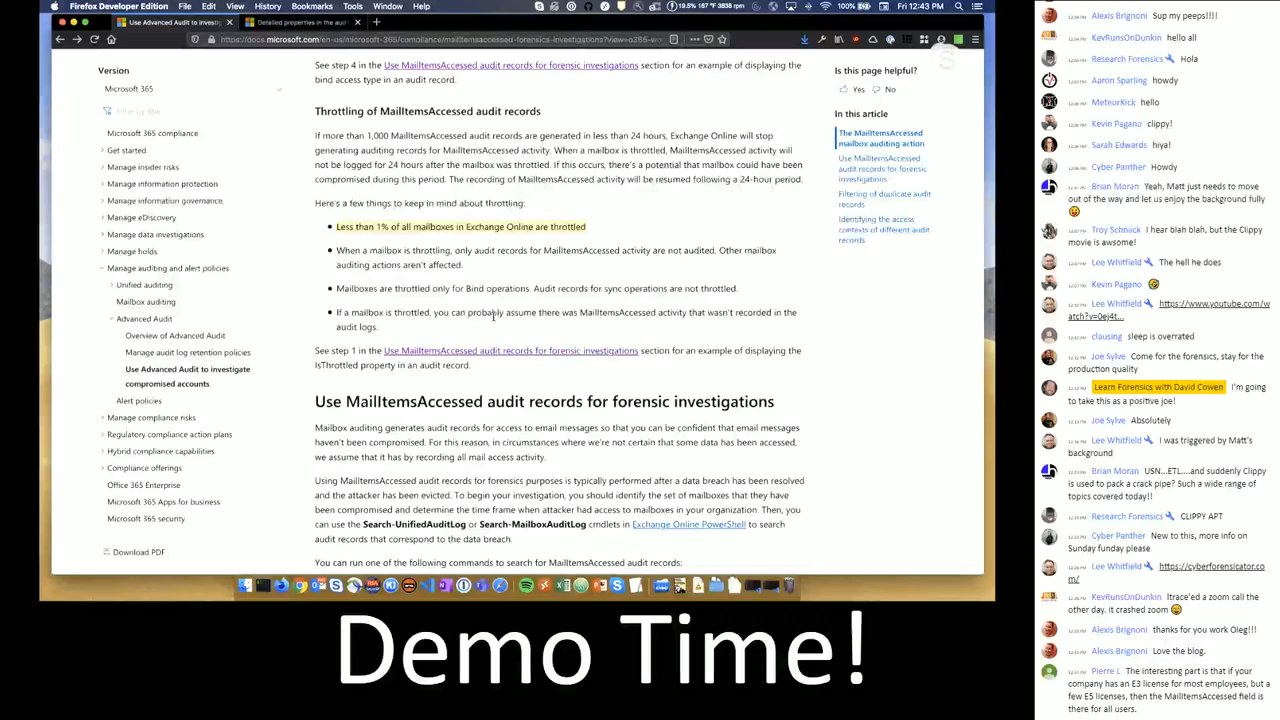 Firefox Developer Edition File Edit View History Bookmarks Tools Window Help
19.5% 167 °F 3838 rpm 100% Fri 12:43 PM
Use Advanced Audit to investig
Detailed properties in the audi
https://docs.microsoft.com/en-us/microsoft-365/compliance/mailitemsaccessed-forensics-investigations?view=o365-w
Version
Microsoft 365
Filter by title
Microsoft 365 compliance
Get started
Manage insider risks
Manage information protection
Manage information governance
Manage eDiscovery
Manage data investigations
Manage holds
Manage auditing and alert policies
Unified auditing
Mailbox auditing
Advanced Audit
Overview of Advanced Audit
Manage audit log retention policies
Use Advanced Audit to investigate
compromised accounts
Alert policies
Manage compliance risks
Regulatory compliance action plans
Hybrid compliance capabilities
Compliance offerings
Office 365 Enterprise
Microsoft 365 Apps for business
Microsoft 365 security
Download PDF
See step 4 in the Use MailItemsAccessed audit records for forensic investigations section for an example of displaying the
bind access type in an audit record.
Throttling of MailItemsAccessed audit records
If more than 1,000 MailItemsAccessed audit records are generated in less than 24 hours, Exchange Online will stop
generating auditing records for MailItemsAccessed activity. When a mailbox is throttled, MailItemsAccessed activity will
not be logged for 24 hours after the mailbox was throttled. If this occurs, there's a potential that mailbox could have been
compromised during this period. The recording of MailItemsAccessed activity will be resumed following a 24-hour period.
Here's a few things to keep in mind about throttling:
• Less than 1% of all mailboxes in Exchange Online are throttled
• When a mailbox is throttling, only audit records for MailItemsAccessed activity are not audited. Other mailbox
auditing actions aren't affected.
• Mailboxes are throttled only for Bind operations. Audit records for sync operations are not throttled.
• If a mailbox is throttled, you can probably assume there was MailItemsAccessed activity that wasn't recorded in the
audit logs.
See step 1 in the Use MailItemsAccessed audit records for forensic investigations section for an example of displaying the
IsThrottled property in an audit record.
Use MailItemsAccessed audit records for forensic investigations
Mailbox auditing generates audit records for access to email messages so that you can be confident that email messages
haven't been compromised. For this reason, in circumstances where we're not certain that some data has been accessed,
we assume that it has by recording all mail access activity.
Using MailItemsAccessed audit records for forensics purposes is typically performed after a data breach has been resolved
and the attacker has been evicted. To begin your investigation, you should identify the set of mailboxes that they have
been compromised and determine the time frame when attacker had access to mailboxes in your organization. Then, you
can use the Search-UnifiedAuditLog or Search-MailboxAuditLog cmdlets in Exchange Online PowerShell to search
audit records that correspond to the data breach.
You can run one of the following commands to search for MailItemsAccessed audit records:
Is this page helpful?
Yes No
In this article
The MailItemsAccessed
mailbox auditing action
Use MailItemsAccessed
audit records for forensic
investigations
Filtering of duplicate audit
records
Identifying the access
contexts of different audit
records
Demo Time!
Alexis Brignoni Sup my peeps!!!!
KevRunsOnDunkin hello all
Research Forensics Hola
Aaron Sparling howdy
MeteorKick hello
Kevin Pagano clippy!
Sarah Edwards hiya!
Cyber Panther Howdy
Brian Moran Yeah, Matt just needs to move
out of the way and let us enjoy the background fully
Troy Schnack I hear blah blah, but the Clippy
movie is awsome!
Lee Whitfield The hell he does
Kevin Pagano
Lee Whitfield https://www.youtube.com/w
atch?v=0ej4t...
clausing sleep is overrated
Joe Sylve Come for the forensics, stay for the
production quality
Learn Forensics with David Cowen I'm going
to take this as a positive joe!
Joe Sylve Absolutely
Lee Whitfield I was triggered by Matt's
background
Brian Moran USN...ETL....and suddenly Clippy
is used to pack a crack pipe? Such a wide range of
topics covered today!!
Research Forensics CLIPPY APT
Cyber Panther New to this, more info on
Sunday funday please
Lee Whitfield https://cyberforensicator.co
m/
KevRunsOnDunkin ltrace'ed a zoom call the
other day. it crashed zoom
Alexis Brignoni thanks for you work Oleg!!!
Alexis Brignoni Love the blog.
Pierre L The interesting part is that if your
company has an E3 license for most employees, but a
few E5 licenses, then the MailItemsAccessed field is
there for all users.